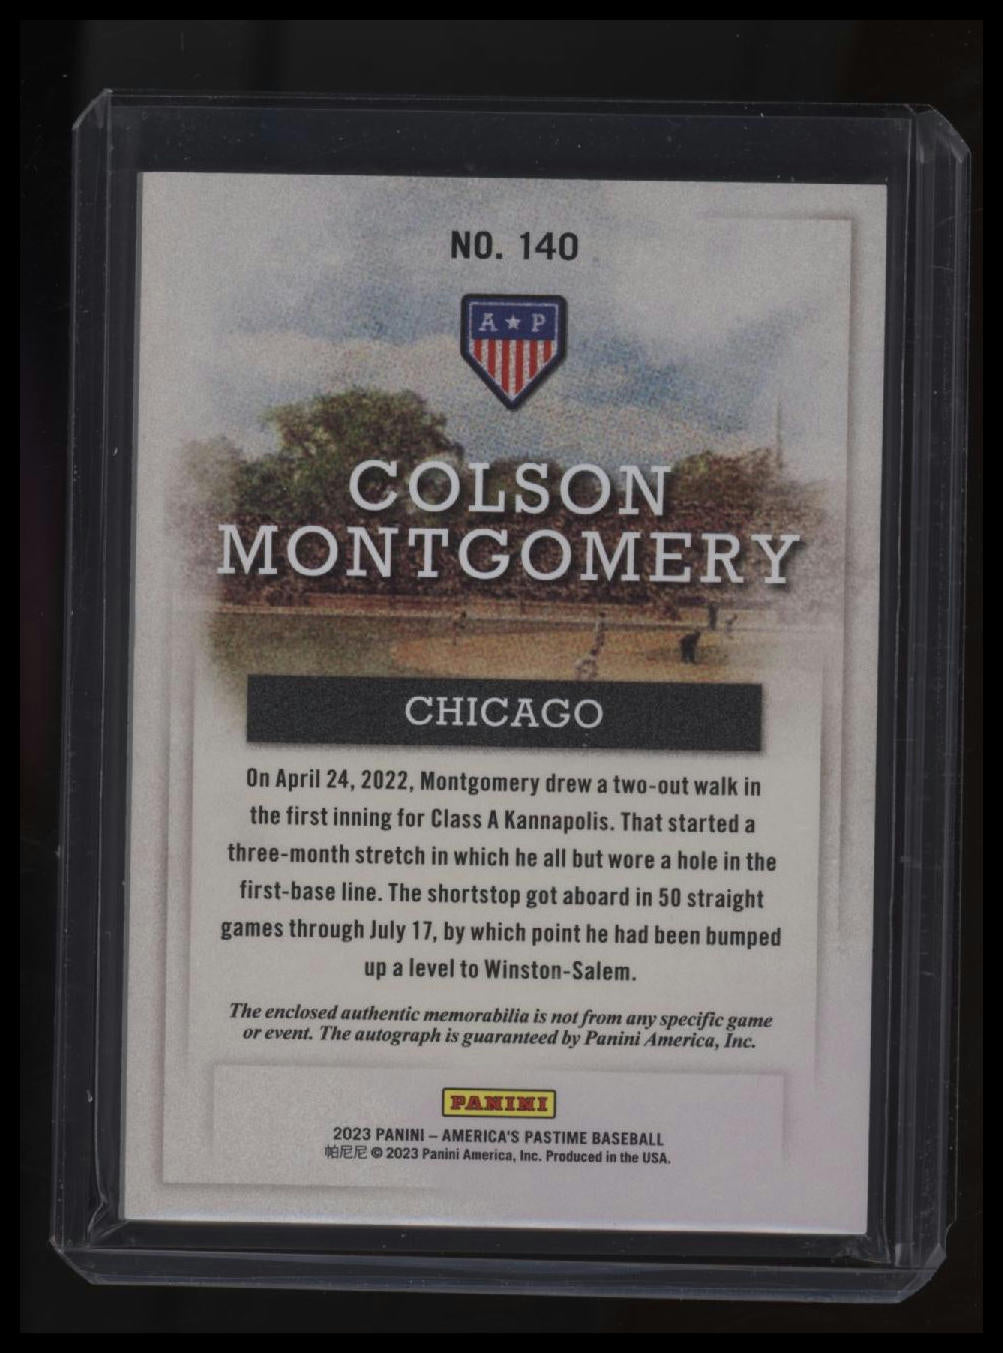 NO. 140
A ★ P
COLSON
MONTGOMERY
CHICAGO
On April 24, 2022, Montgomery drew a two-out walk in
the first inning for Class A Kannapolis. That started a
three-month stretch in which he all but wore a hole in the
first-base line. The shortstop got aboard in 50 straight
games through July 17, by which point he had been bumped
up a level to Winston-Salem.
The enclosed authentic memorabilia is not from any specific game
or event. The autograph is guaranteed by Panini America, Inc.
PANINI
2023 PANINI – AMERICA'S PASTIME BASEBALL
帕尼尼 © 2023 Panini America, Inc. Produced in the USA.